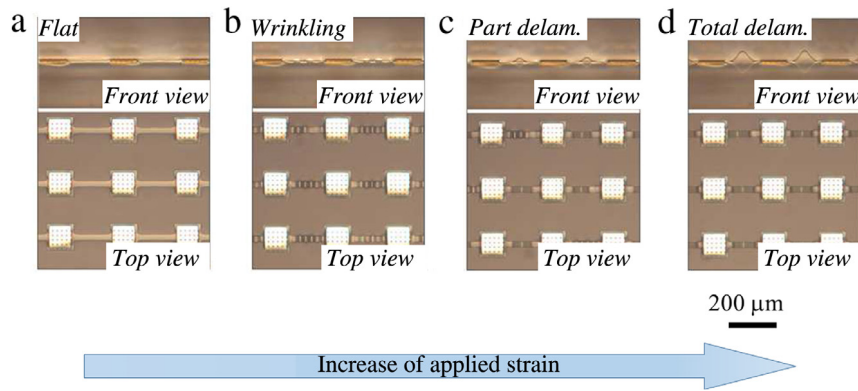 a Flat
Front view
Top view
b Wrinkling
Front view
Top view
c Part delam.
Front view
Top view
d Total delam.
Front view
Top view
200 μm
Increase of applied strain